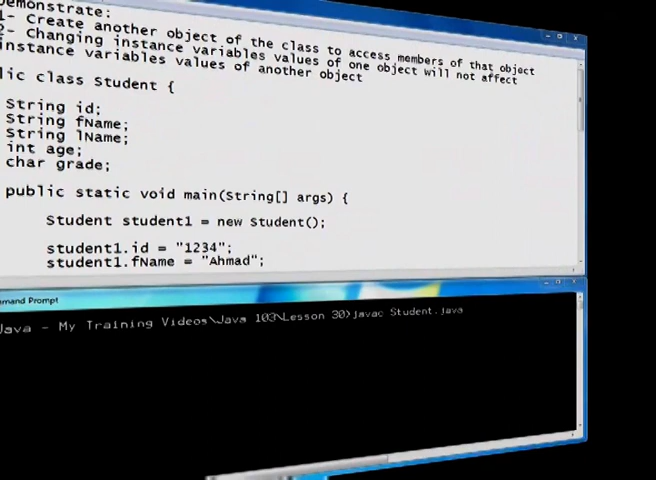 emonstrate:
1- Create another object of the class to access members of that object
2- Changing instance variables values of one object will not affect
instance variables values of another object
lic class Student {
String id;
String fName;
String lName;
int age;
char grade;
public static void main(String[] args) {
Student student1 = new Student();
student1.id = "1234";
student1.fName = "Ahmad";
mmand Prompt
Java - My Training Videos\Java 103\Lesson 30>javac Student.java